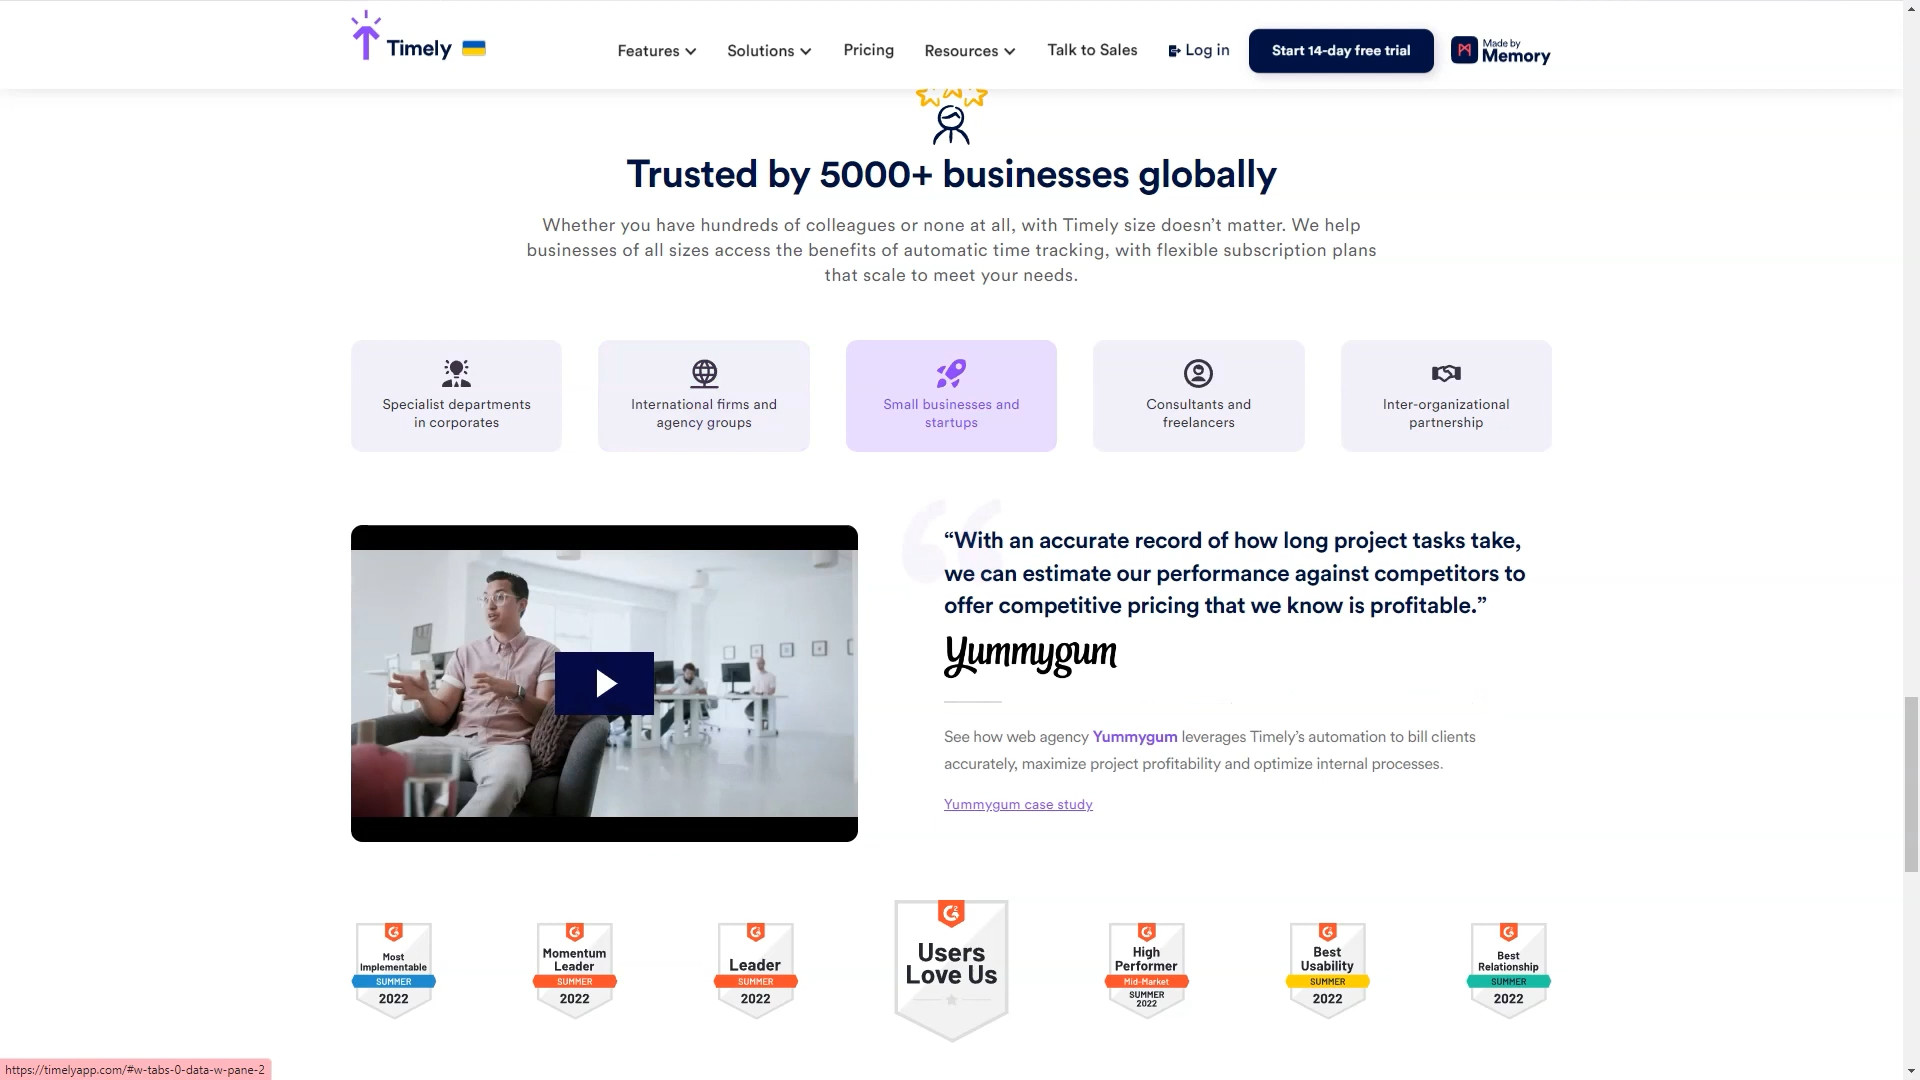 Timely
Features
Solutions
Pricing
Resources
Talk to Sales
Log in
Start 14-day free trial
Made by
Memory
Trusted by 5000+ businesses globally
Whether you have hundreds of colleagues or none at all, with Timely size doesn’t matter. We help
businesses of all sizes access the benefits of automatic time tracking, with flexible subscription plans
that scale to meet your needs.
Specialist departments
in corporates
International firms and
agency groups
Small businesses and
startups
Consultants and
freelancers
Inter-organizational
partnership
“With an accurate record of how long project tasks take,
we can estimate our performance against competitors to
offer competitive pricing that we know is profitable.”
Yummygum
See how web agency Yummygum leverages Timely’s automation to bill clients
accurately, maximize project profitability and optimize internal processes.
Yummygum case study
Most
Implementable
SUMMER
2022
Momentum
Leader
SUMMER
2022
Leader
SUMMER
2022
Users
Love Us
High
Performer
Mid-Market
SUMMER
2022
Best
Usability
SUMMER
2022
Best
Relationship
SUMMER
2022
https://timelyapp.com/#w-tabs-0-data-w-pane-2